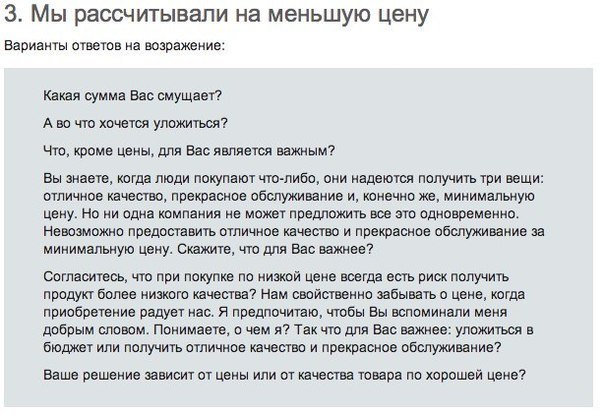 3. Мы рассчитывали на меньшую цену
Варианты ответов на возражение:
Какая сумма Вас смущает?
А во что хочется уложиться?
Что, кроме цены, для Вас является важным?
Вы знаете, когда люди покупают что-либо, они надеются получить три вещи:
отличное качество, прекрасное обслуживание и, конечно же, минимальную
цену. Но ни одна компания не может предложить все это одновременно.
Невозможно предоставить отличное качество и прекрасное обслуживание за
минимальную цену. Скажите, что для Вас важнее?
Согласитесь, что при покупке по низкой цене всегда есть риск получить
продукт более низкого качества? Нам свойственно забывать о цене, когда
приобретение радует нас. Я предпочитаю, чтобы Вы вспоминали меня
добрым словом. Понимаете, о чем я? Так что для Вас важнее: уложиться в
бюджет или получить отличное качество и прекрасное обслуживание?
Ваше решение зависит от цены или от качества товара по хорошей цене?